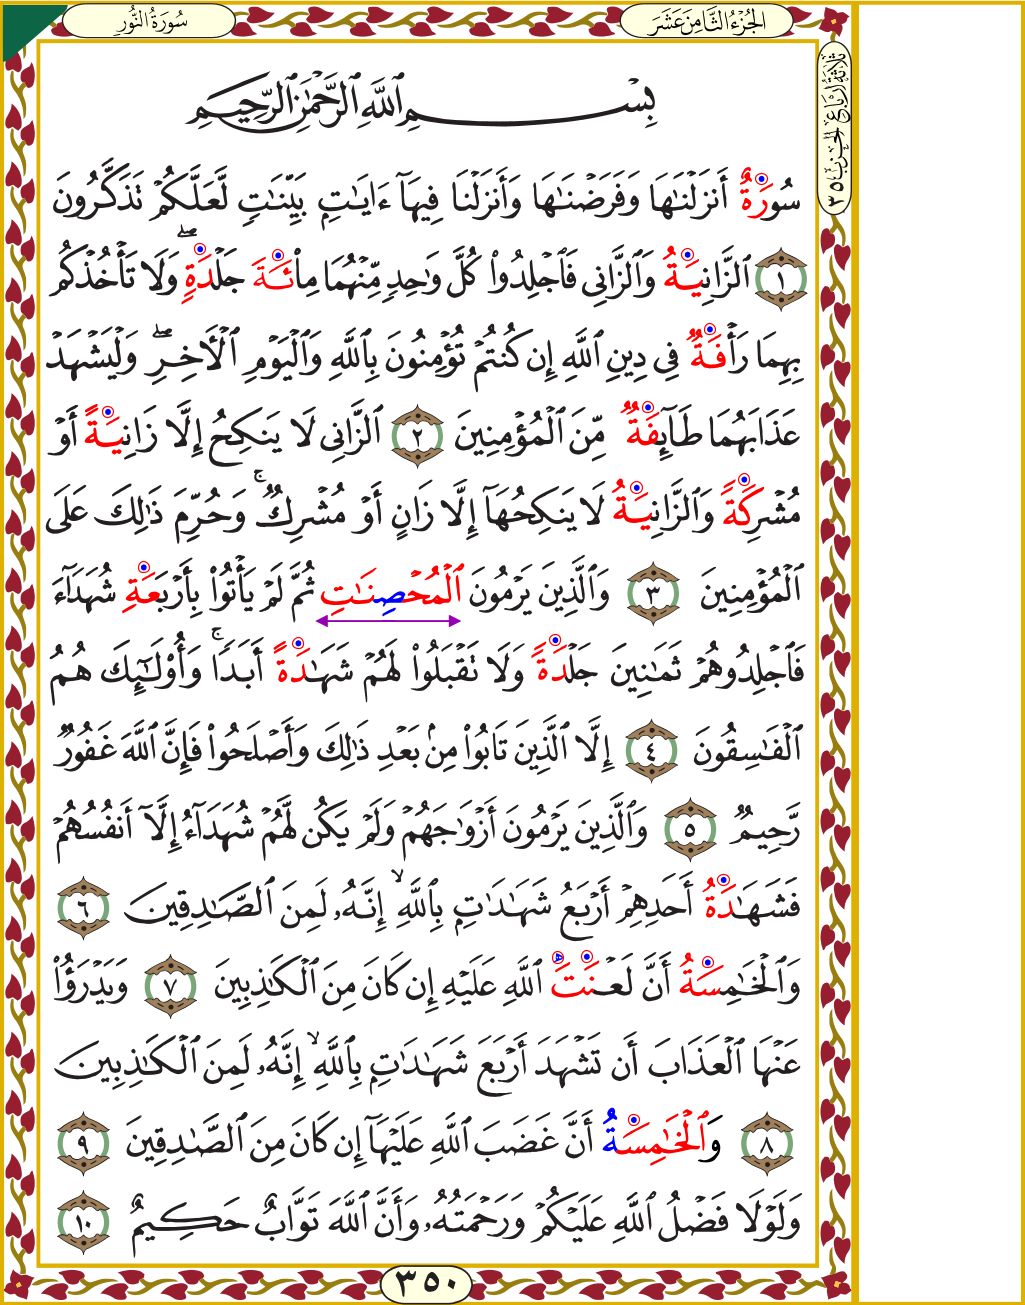 سُورَةُ النُّورِ
الجُزْءُ الثَّامِنَ عَشَرَ
ثَلَاثَةُ أَرْبَاعِ الحِزْبِ ٣٥
بِسْمِ ٱللَّهِ ٱلرَّحْمَٰنِ ٱلرَّحِيمِ
سُورَةٌ أَنزَلْنَٰهَا وَفَرَضْنَٰهَا وَأَنزَلْنَا فِيهَآ ءَايَٰتِۭ بَيِّنَٰتٖ لَّعَلَّكُمْ تَذَكَّرُونَ
١ ٱلزَّانِيَةُ وَٱلزَّانِي فَٱجْلِدُوا۟ كُلَّ وَٰحِدٖ مِّنْهُمَا مِا۟ئَةَ جَلْدَةٖۖ وَلَا تَأْخُذْكُم
بِهِمَا رَأْفَةٌ فِي دِينِ ٱللَّهِ إِن كُنتُمْ تُؤْمِنُونَ بِٱللَّهِ وَٱلْيَوْمِ ٱلْأَخِرِۖ وَلْيَشْهَدْ
عَذَابَهُمَا طَآئِفَةٌ مِّنَ ٱلْمُؤْمِنِينَ ٢ ٱلزَّانِي لَا يَنكِحُ إِلَّا زَانِيَةً أَوْ
مُشْرِكَةً وَٱلزَّانِيَةُ لَا يَنكِحُهَآ إِلَّا زَانٍ أَوْ مُشْرِكٌۚ وَحُرِّمَ ذَٰلِكَ عَلَى
ٱلْمُؤْمِنِينَ ٣ وَٱلَّذِينَ يَرْمُونَ ٱلْمُحْصِنَٰتِ ثُمَّ لَمْ يَأْتُوا۟ بِأَرْبَعَةِ شُهَدَآءَ
فَٱجْلِدُوهُمْ ثَمَٰنِينَ جَلْدَةً وَلَا تَقْبَلُوا۟ لَهُمْ شَهَٰدَةً أَبَدًاۚ وَأُو۟لَٰٓئِكَ هُمُ
ٱلْفَٰسِقُونَ ٤ إِلَّا ٱلَّذِينَ تَابُوا۟ مِنۢ بَعْدِ ذَٰلِكَ وَأَصْلَحُوا۟ فَإِنَّ ٱللَّهَ غَفُورٌ
رَّحِيمٌ ٥ وَٱلَّذِينَ يَرْمُونَ أَزْوَٰجَهُمْ وَلَمْ يَكُن لَّهُمْ شُهَدَآءُ إِلَّآ أَنفُسُهُمْ
فَشَهَٰدَةُ أَحَدِهِمْ أَرْبَعَ شَهَٰدَٰتِۭ بِٱللَّهِۙ إِنَّهُۥ لَمِنَ ٱلصَّٰدِقِينَ ٦
وَٱلْخَٰمِسَةُ أَنَّ لَعْنَتَ ٱللَّهِ عَلَيْهِ إِن كَانَ مِنَ ٱلْكَٰذِبِينَ ٧ وَيَدْرَؤُا۟
عَنْهَا ٱلْعَذَابَ أَن تَشْهَدَ أَرْبَعَ شَهَٰدَٰتِۭ بِٱللَّهِۙ إِنَّهُۥ لَمِنَ ٱلْكَٰذِبِينَ
٨ وَٱلْخَٰمِسَةُ أَنَّ غَضَبَ ٱللَّهِ عَلَيْهَآ إِن كَانَ مِنَ ٱلصَّٰدِقِينَ ٩
وَلَوْلَا فَضْلُ ٱللَّهِ عَلَيْكُمْ وَرَحْمَتُهُۥ وَأَنَّ ٱللَّهَ تَوَّابٌ حَكِيمٌ ١٠
٣٥٠